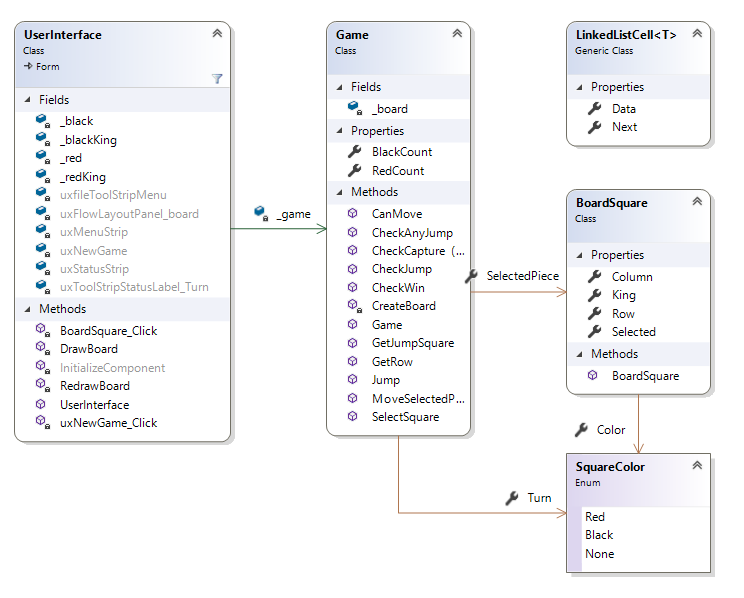 UserInterface
Class
Form
Fields
_black
_blackKing
_red
_redKing
uxfileToolStripMenu
uxFlowLayoutPanel_board
uxMenuStrip
uxNewGame
uxStatusStrip
uxToolStripStatusLabel_Turn
Methods
BoardSquare_Click
DrawBoard
InitializeComponent
RedrawBoard
UserInterface
uxNewGame_Click
_game
Game
Class
Fields
_board
Properties
BlackCount
RedCount
Methods
CanMove
CheckAnyJump
CheckCapture (...
CheckJump
CheckWin
CreateBoard
Game
GetJumpSquare
GetRow
Jump
MoveSelectedP...
SelectSquare
SelectedPiece
Turn
LinkedListCell<T>
Generic Class
Properties
Data
Next
BoardSquare
Class
Properties
Column
King
Row
Selected
Methods
BoardSquare
Color
SquareColor
Enum
Red
Black
None